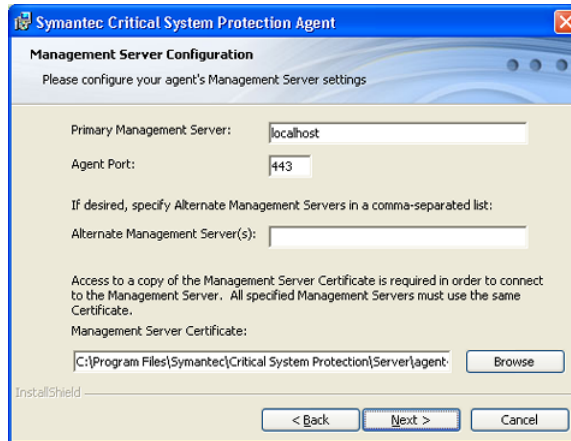 Symantec Critical System Protection Agent
Management Server Configuration
Please configure your agent's Management Server settings
Primary Management Server: localhost
Agent Port: 443
If desired, specify Alternate Management Servers in a comma-separated list:
Alternate Management Server(s):
Access to a copy of the Management Server Certificate is required in order to connect
to the Management Server. All specified Management Servers must use the same
Certificate.
Management Server Certificate:
C:\Program Files\Symantec\Critical System Protection\Server\agent- Browse
InstallShield
< Back Next > Cancel